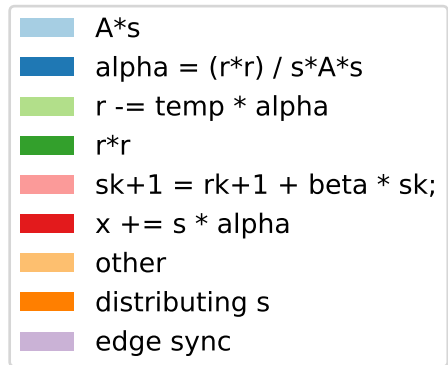 A*s
alpha = (r*r) / s*A*s
r -= temp * alpha
r*r
sk+1 = rk+1 + beta * sk;
x += s * alpha
other
distributing s
edge sync